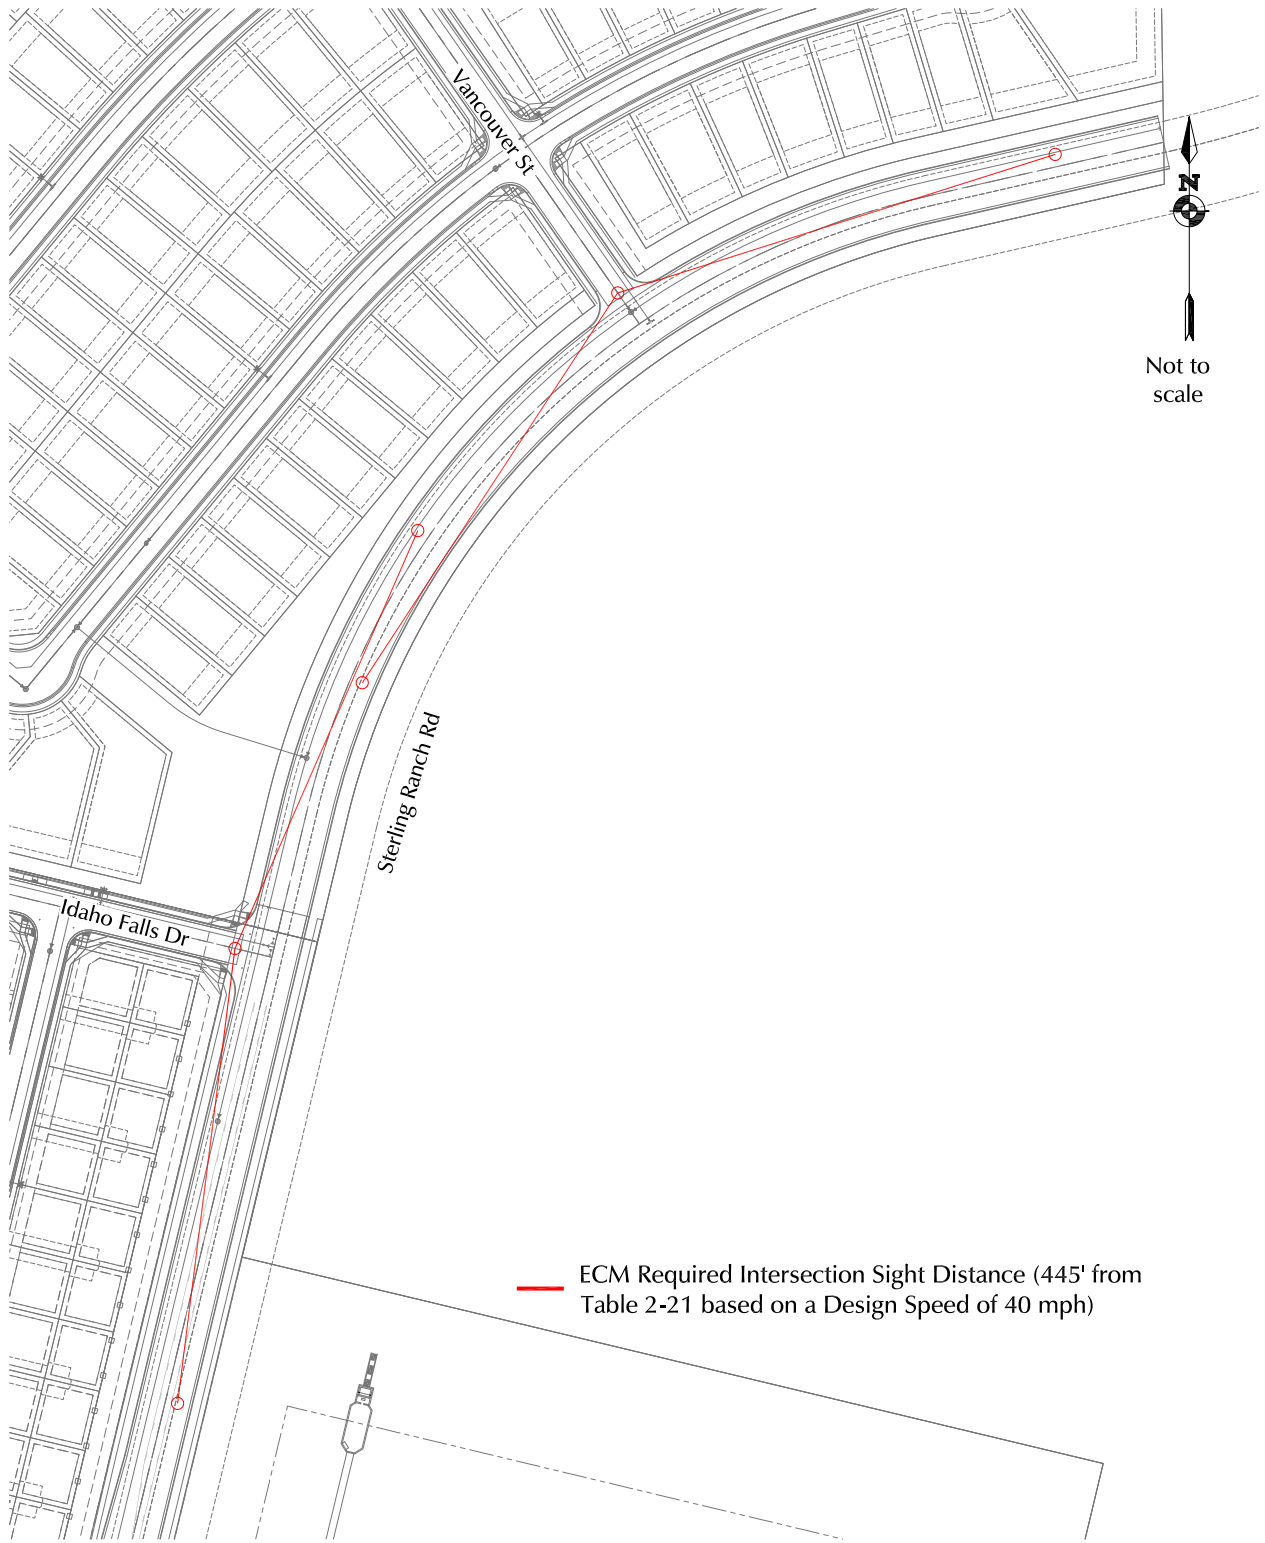 Vancouver St
N
Not to
scale
Sterling Ranch Rd
Idaho Falls Dr
ECM Required Intersection Sight Distance (445' from
Table 2-21 based on a Design Speed of 40 mph)